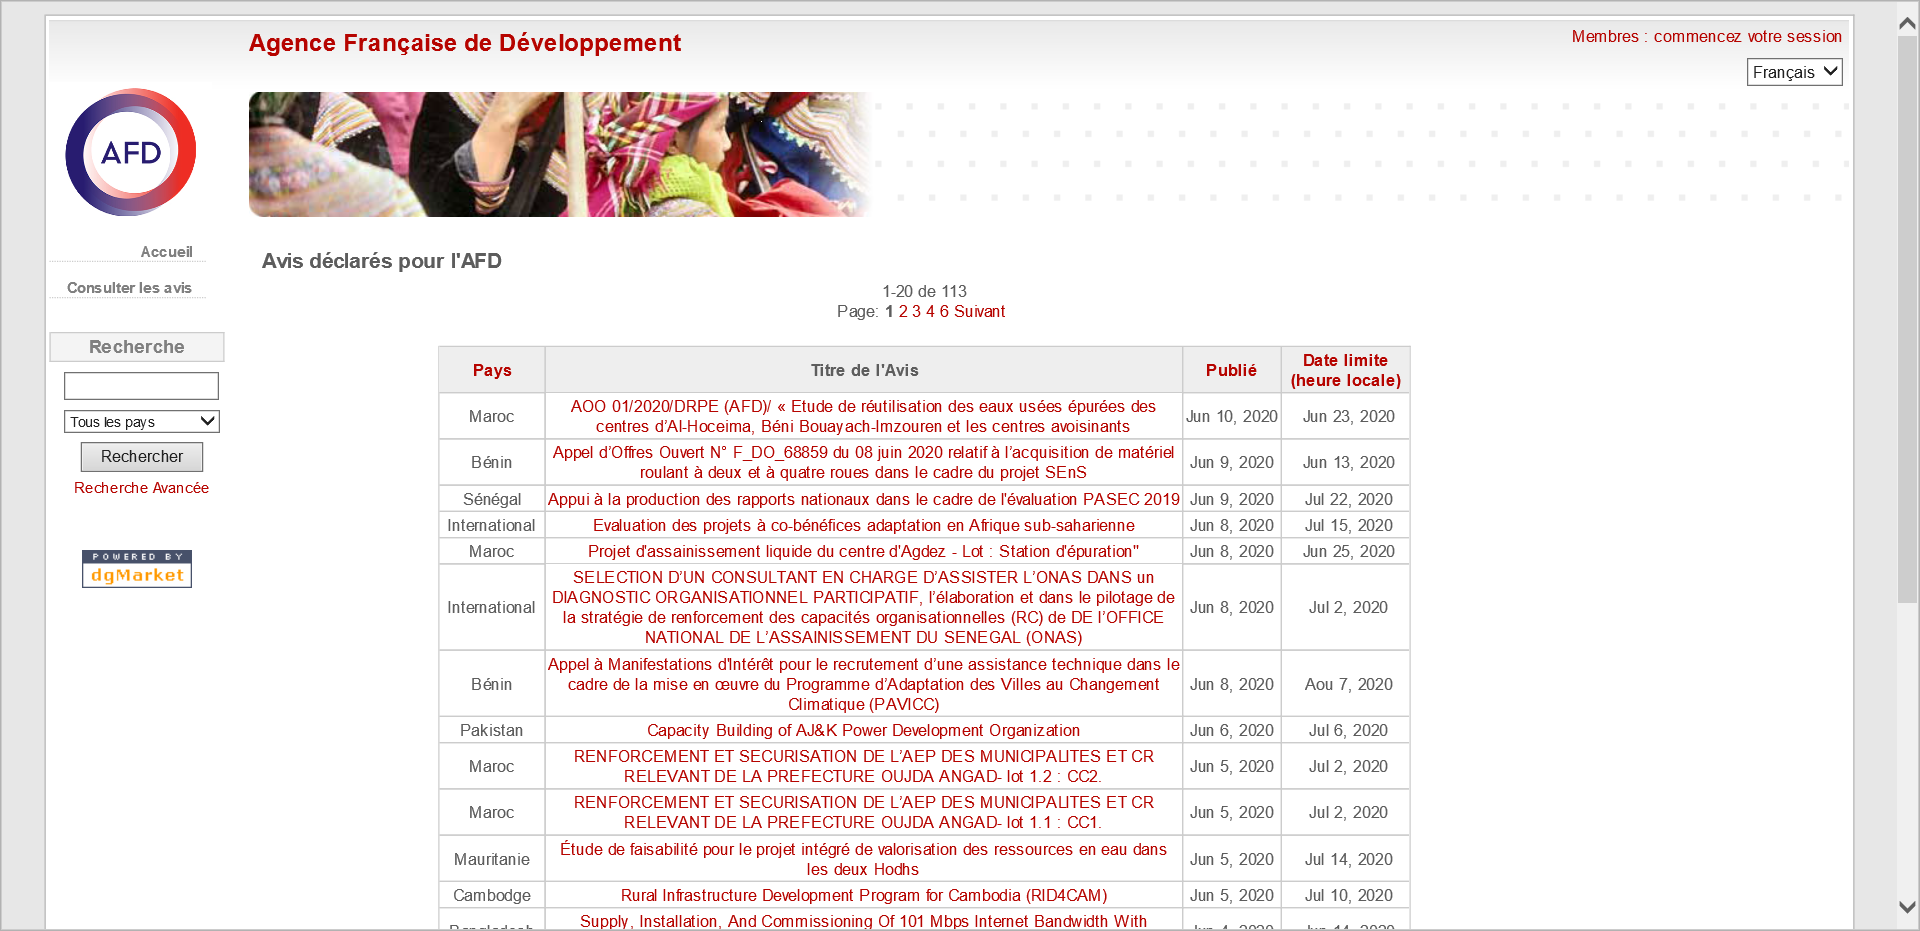 Agence Française de Développement
Membres : commencez votre session
Français
AFD
Accueil
Consulter les avis
Recherche
Tous les pays
Rechercher
Recherche Avancée
POWERED BY
dgMarket
Avis déclarés pour l'AFD
1-20 de 113
Page: 1 2 3 4 6 Suivant
Pays Titre de l'Avis Publié Date limite
(heure locale)
Maroc AOO 01/2020/DRPE (AFD)/ « Etude de réutilisation des eaux usées épurées des Jun 10, 2020 Jun 23, 2020
centres d’Al-Hoceima, Béni Bouayach-Imzouren et les centres avoisinants
Bénin Appel d’Offres Ouvert N° F_DO_68859 du 08 juin 2020 relatif à l’acquisition de matériel Jun 9, 2020 Jun 13, 2020
roulant à deux et à quatre roues dans le cadre du projet SEnS
Sénégal Appui à la production des rapports nationaux dans le cadre de l'évaluation PASEC 2019 Jun 9, 2020 Jul 22, 2020
International Evaluation des projets à co-bénéfices adaptation en Afrique sub-saharienne Jun 8, 2020 Jul 15, 2020
Maroc Projet d'assainissement liquide du centre d'Agdez - Lot : Station d'épuration" Jun 8, 2020 Jun 25, 2020
International SELECTION D’UN CONSULTANT EN CHARGE D’ASSISTER L’ONAS DANS un Jun 8, 2020 Jul 2, 2020
DIAGNOSTIC ORGANISATIONNEL PARTICIPATIF, l’élaboration et dans le pilotage de
la stratégie de renforcement des capacités organisationnelles (RC) de DE l’OFFICE
NATIONAL DE L’ASSAINISSEMENT DU SENEGAL (ONAS)
Bénin Appel à Manifestations d'Intérêt pour le recrutement d’une assistance technique dans le Jun 8, 2020 Aou 7, 2020
cadre de la mise en œuvre du Programme d’Adaptation des Villes au Changement
Climatique (PAVICC)
Pakistan Capacity Building of AJ&K Power Development Organization Jun 6, 2020 Jul 6, 2020
Maroc RENFORCEMENT ET SECURISATION DE L’AEP DES MUNICIPALITES ET CR Jun 5, 2020 Jul 2, 2020
RELEVANT DE LA PREFECTURE OUJDA ANGAD- lot 1.2 : CC2.
Maroc RENFORCEMENT ET SECURISATION DE L’AEP DES MUNICIPALITES ET CR Jun 5, 2020 Jul 2, 2020
RELEVANT DE LA PREFECTURE OUJDA ANGAD- lot 1.1 : CC1.
Mauritanie Étude de faisabilité pour le projet intégré de valorisation des ressources en eau dans Jun 5, 2020 Jul 14, 2020
les deux Hodhs
Cambodge Rural Infrastructure Development Program for Cambodia (RID4CAM) Jun 5, 2020 Jul 10, 2020
Supply, Installation, And Commissioning Of 101 Mbps Internet Bandwidth With